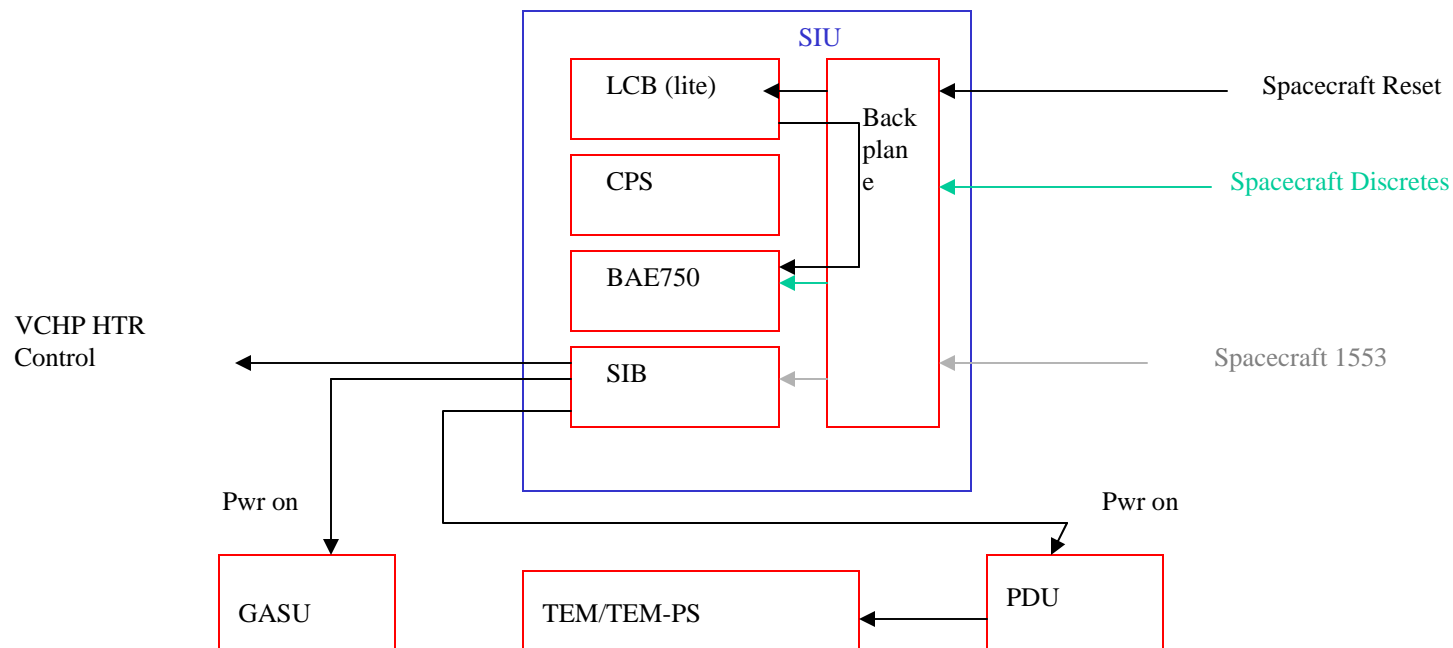 SIU
LCB (lite)
Spacecraft Reset
Back
plan
e
CPS
Spacecraft Discretes
BAE750
VCHP HTR
Control
SIB
Spacecraft 1553
Pwr on
Pwr on
GASU
TEM/TEM-PS
PDU